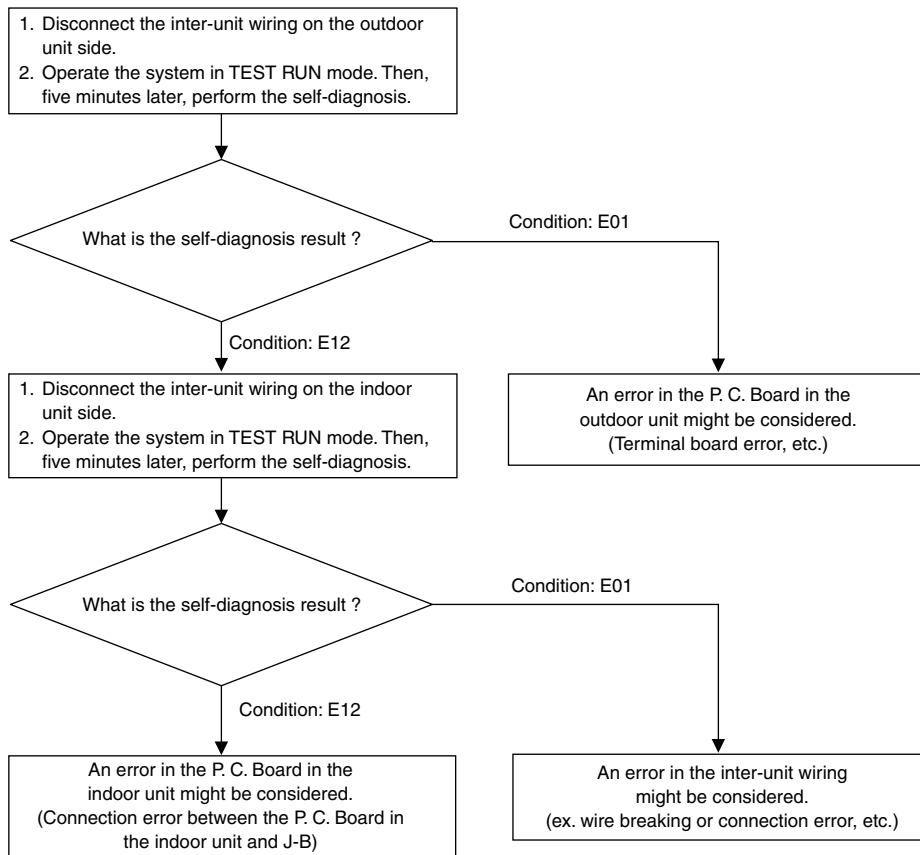 1. Disconnect the inter-unit wiring on the outdoor
unit side.
2. Operate the system in TEST RUN mode. Then,
five minutes later, perform the self-diagnosis.
What is the self-diagnosis result ?
Condition: E01
Condition: E12
1. Disconnect the inter-unit wiring on the indoor
unit side.
2. Operate the system in TEST RUN mode. Then,
five minutes later, perform the self-diagnosis.
An error in the P. C. Board in the
outdoor unit might be considered.
(Terminal board error, etc.)
What is the self-diagnosis result ?
Condition: E01
Condition: E12
An error in the P. C. Board in the
indoor unit might be considered.
(Connection error between the P. C. Board in
the indoor unit and J-B)
An error in the inter-unit wiring
might be considered.
(ex. wire breaking or connection error, etc.)